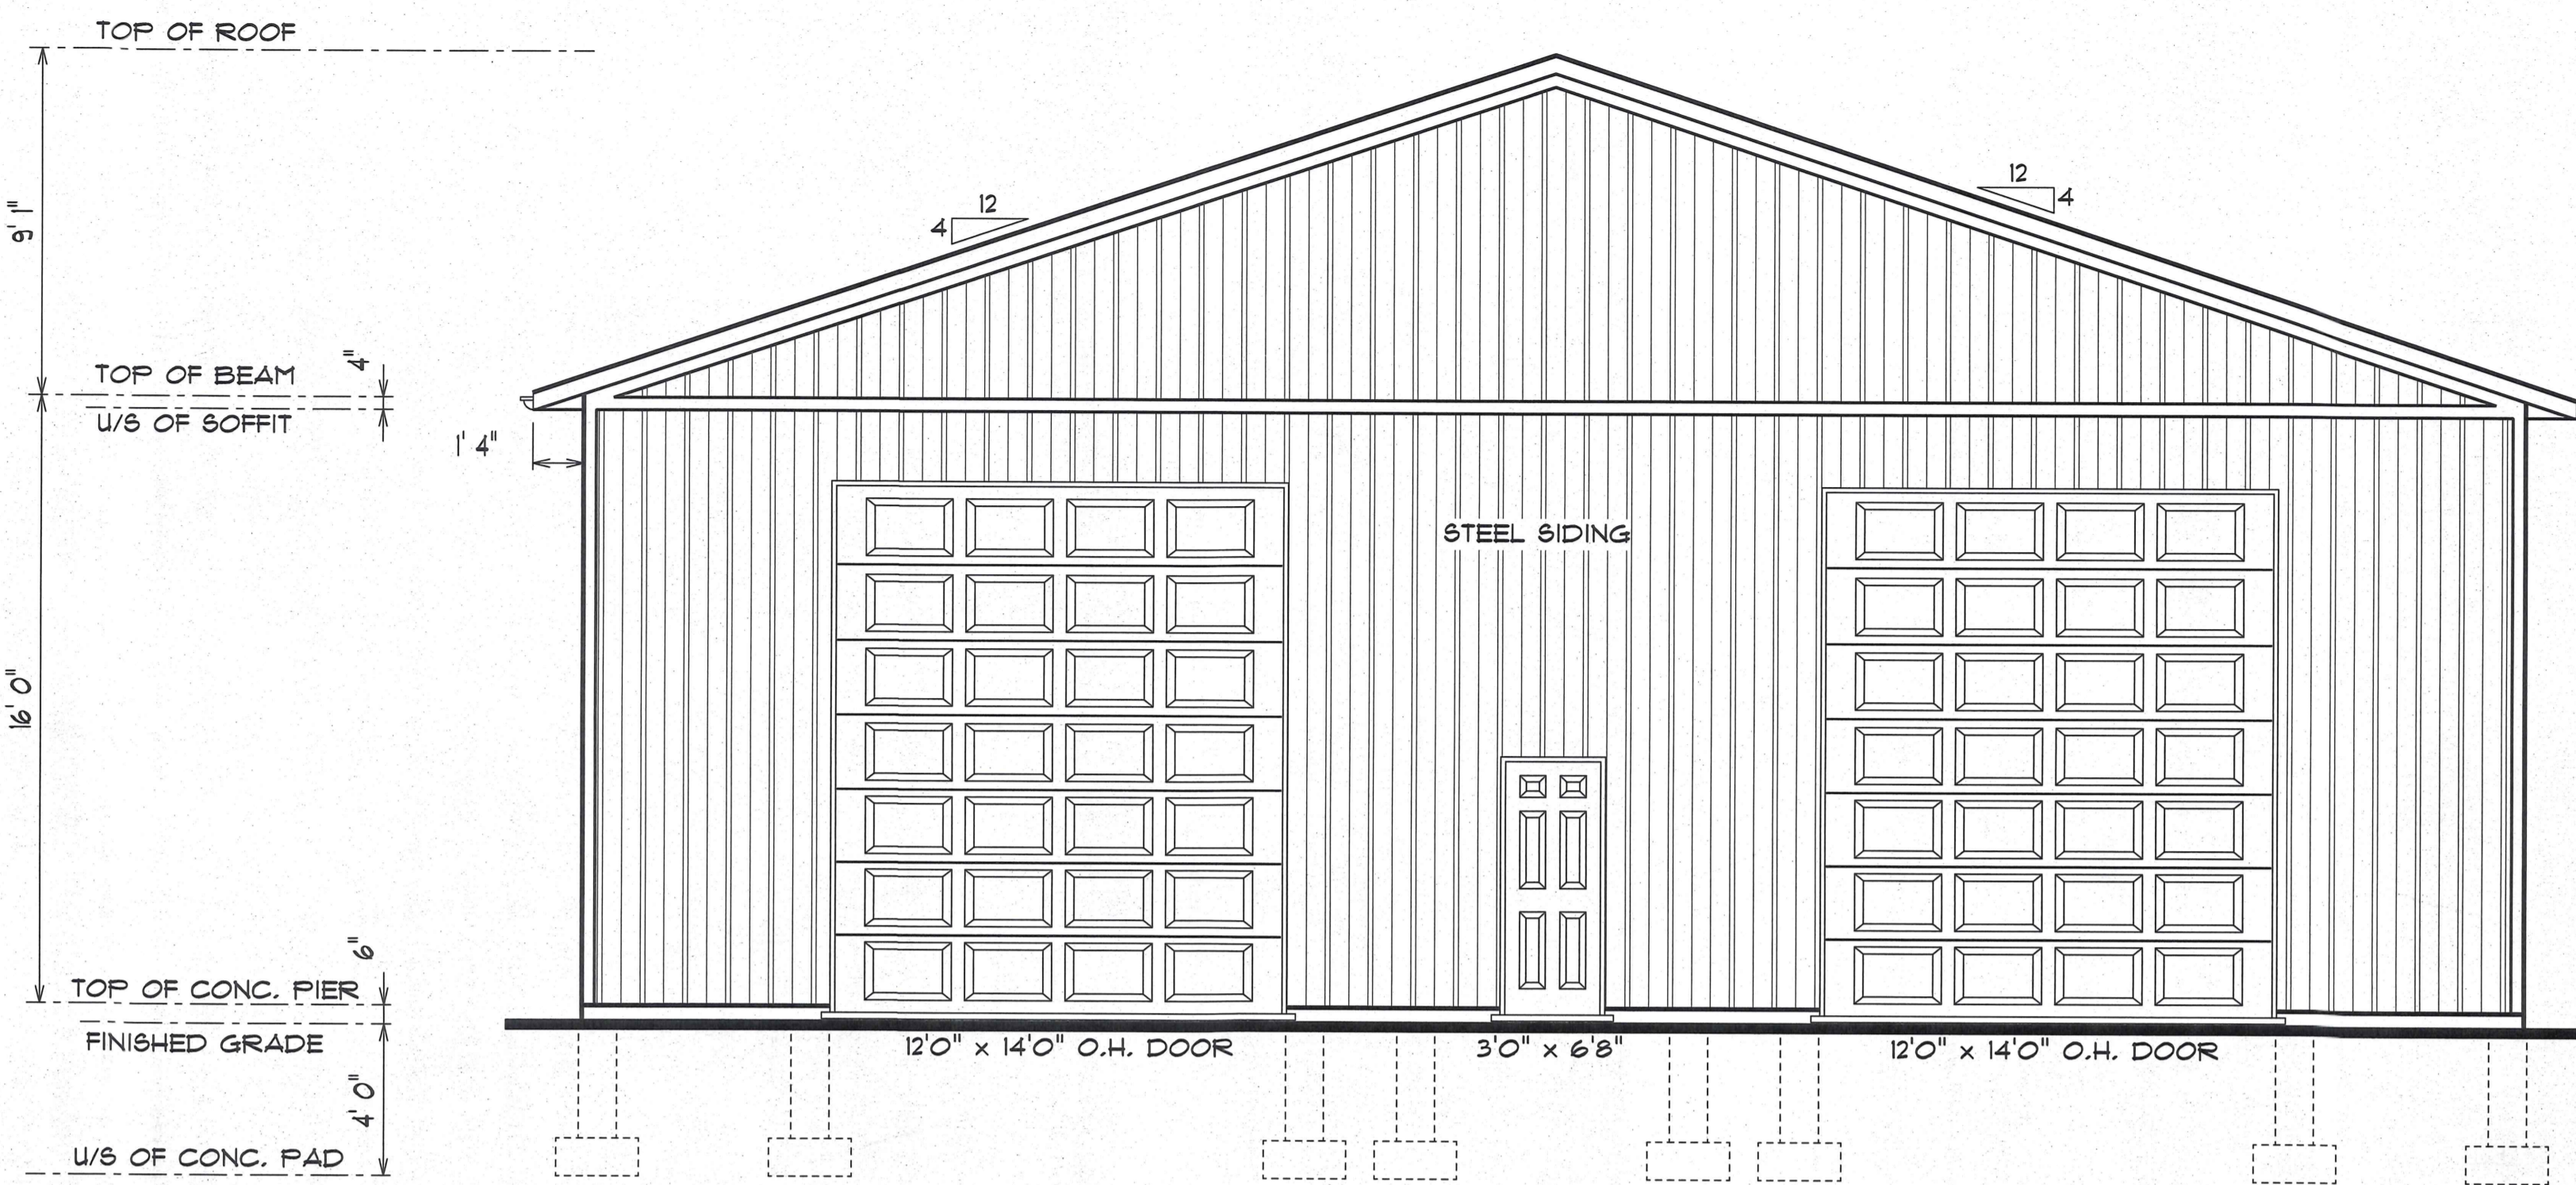 TOP OF ROOF
9' 1"
12
4
12
4
TOP OF BEAM
4"
U/S OF SOFFIT
1' 4"
STEEL SIDING
16' 0"
6"
TOP OF CONC. PIER
FINISHED GRADE
12'0" x 14'0" O.H. DOOR
3'0" x 6'8"
12'0" x 14'0" O.H. DOOR
4' 0"
U/S OF CONC. PAD